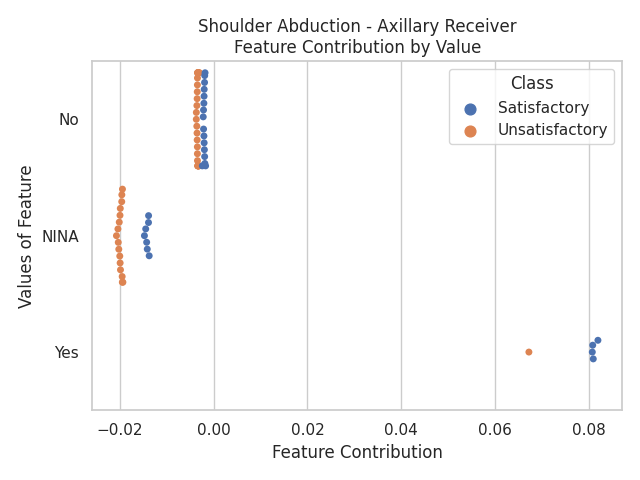 Shoulder Abduction - Axillary Receiver
Feature Contribution by Value
Class
Satisfactory
Unsatisfactory
Values of Feature
No
NINA
Yes
−0.02 0.00 0.02 0.04 0.06 0.08
Feature Contribution